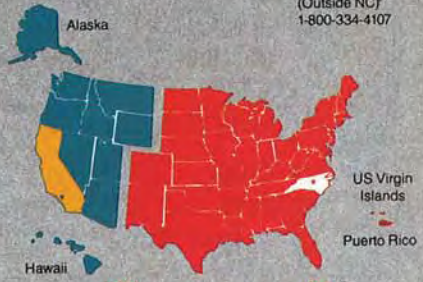 (Outside NC)
1-800-334-4107
Alaska
US Virgin
Islands
Puerto Rico
Hawaii